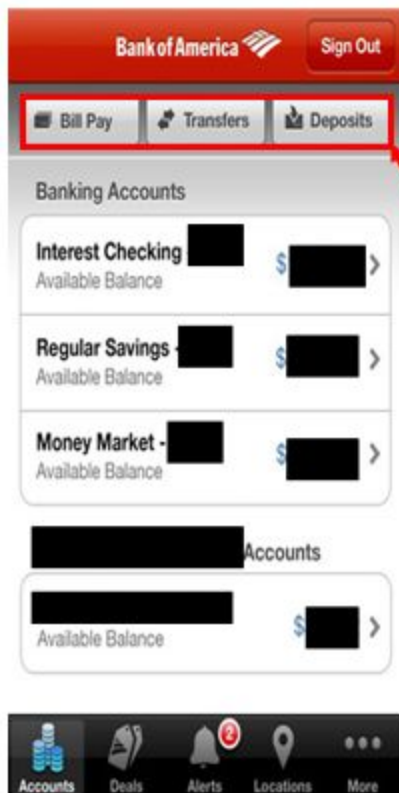 Bank of America Sign Out
Bill Pay Transfers Deposits
Banking Accounts
Interest Checking $
Available Balance
Regular Savings - $
Available Balance
Money Market - $
Available Balance
Accounts
$
Available Balance
2
Accounts Deals Alerts Locations More